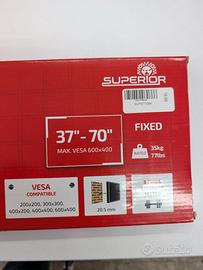 SUPERIOR
37"- 70"
MAX. VESA 600x400
FIXED
35kg
77lbs
VESA
COMPATIBLE
200x200, 300x300,
400x200, 400x400, 600x400
20.5 mm